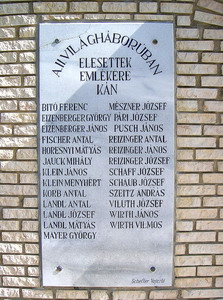 A II. VILÁGHÁBORUBAN
ELESETTEK
EMLÉKÉRE
KÁN
BITÓ FERENC MÉSZNER JÓZSEF
EIZENBERGER GYÖRGY PÁRI JÓZSEF
EIZENBERGER JÁNOS PUSCH JÁNOS
FISCHER ANTAL REIZINGER ANTAL
HORESNYI MÁTYÁS REIZINGER JÁNOS
JAUCK MIHÁLY REIZINGER JÓZSEF
KLEIN JÁNOS SCHAFF JÓZSEF
KLEIN MENYHÉRT SCHAUB JÓZSEF
KORB ANTAL SZEITZ ANDRÁS
LANDL ANTAL VILUTH JÓZSEF
LANDL JÓZSEF WIRTH JÁNOS
LANDL MÁTYÁS WIRTH VILMOS
MAYER GYÖRGY